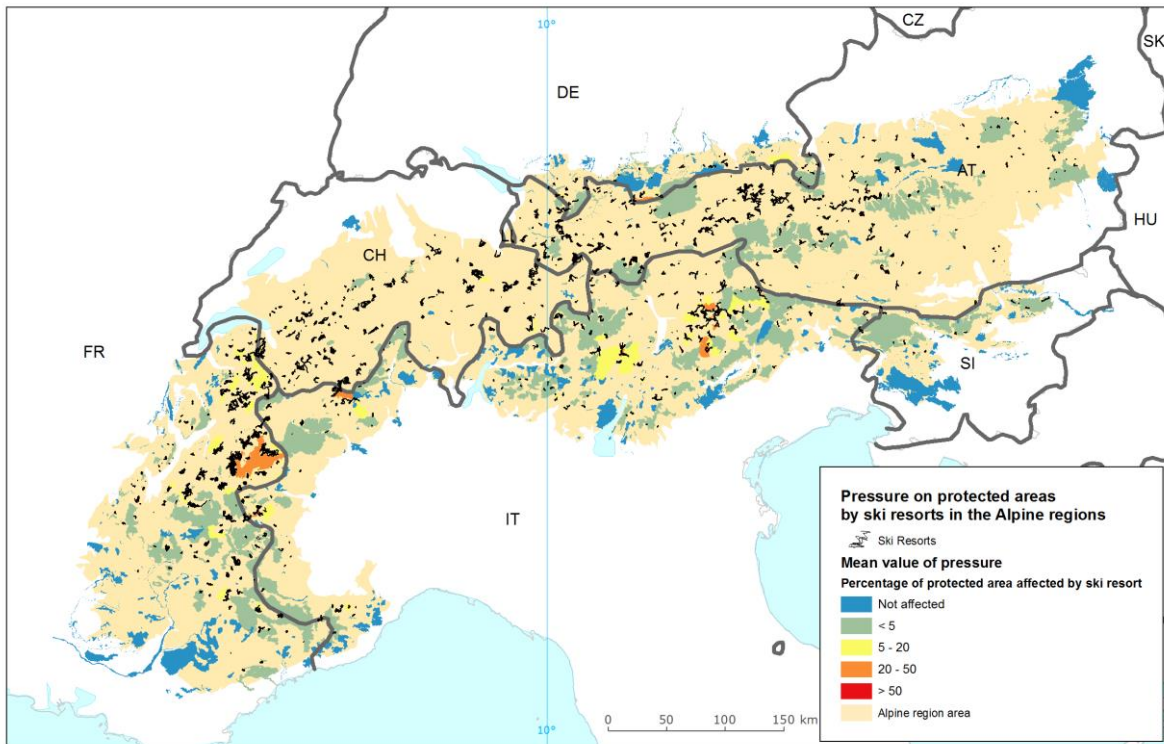 10°
CZ
SK
DE
AT
HU
CH
FR
SI
IT
10°
0 50 100 150 km
Pressure on protected areas
by ski resorts in the Alpine regions
Ski Resorts
Mean value of pressure
Percentage of protected area affected by ski resort
Not affected
< 5
5 - 20
20 - 50
> 50
Alpine region area